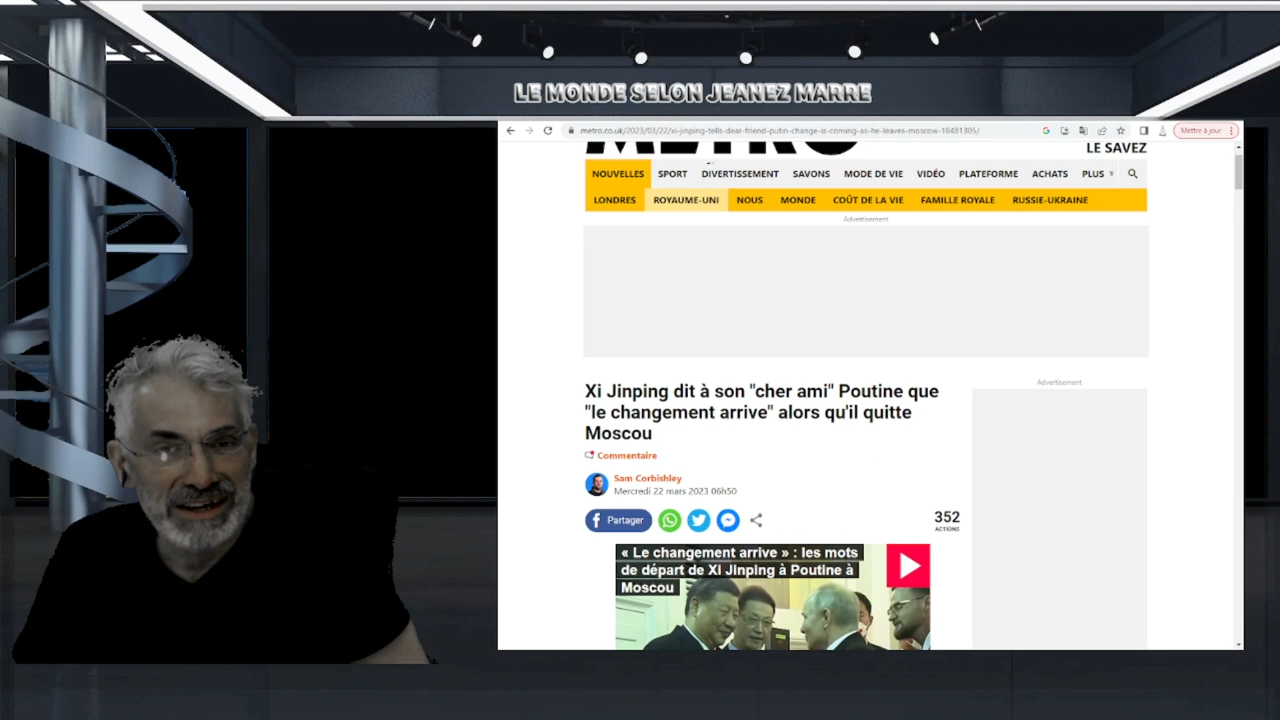 LE MONDE SELON JEANEZ MARRE
metro.co.uk/2023/03/22/xi-jinping-tells-dear-friend-putin-change-is-coming-as-he-leaves-moscow-18481305/
Mettre à jour
METRO
LE SAVEZ
NOUVELLES SPORT DIVERTISSEMENT SAVONS MODE DE VIE VIDÉO PLATEFORME ACHATS PLUS
LONDRES ROYAUME-UNI NOUS MONDE COÛT DE LA VIE FAMILLE ROYALE RUSSIE-UKRAINE
Advertisement
Advertisement
Xi Jinping dit à son "cher ami" Poutine que
"le changement arrive" alors qu'il quitte
Moscou
Commentaire
Sam Corbishley
Mercredi 22 mars 2023 06h50
Partager
352
ACTIONS
« Le changement arrive » : les mots
de départ de Xi Jinping à Poutine à
Moscou